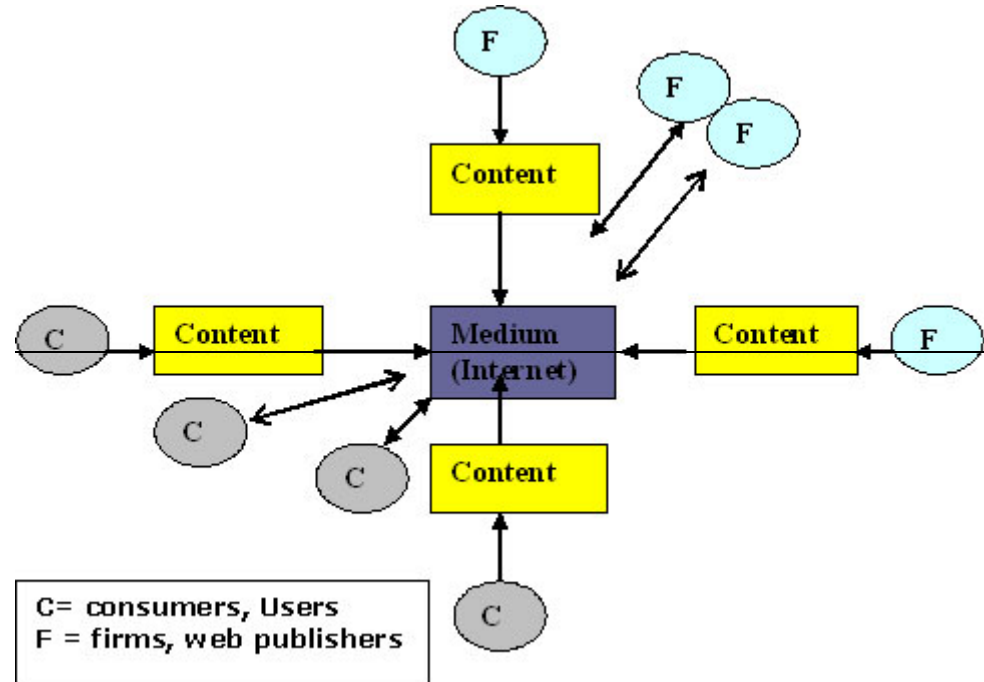 F
F
F
Content
Content
Medium
(Internet)
Content
C
F
C
C
Content
C
C= consumers, Users
F = firms, web publishers